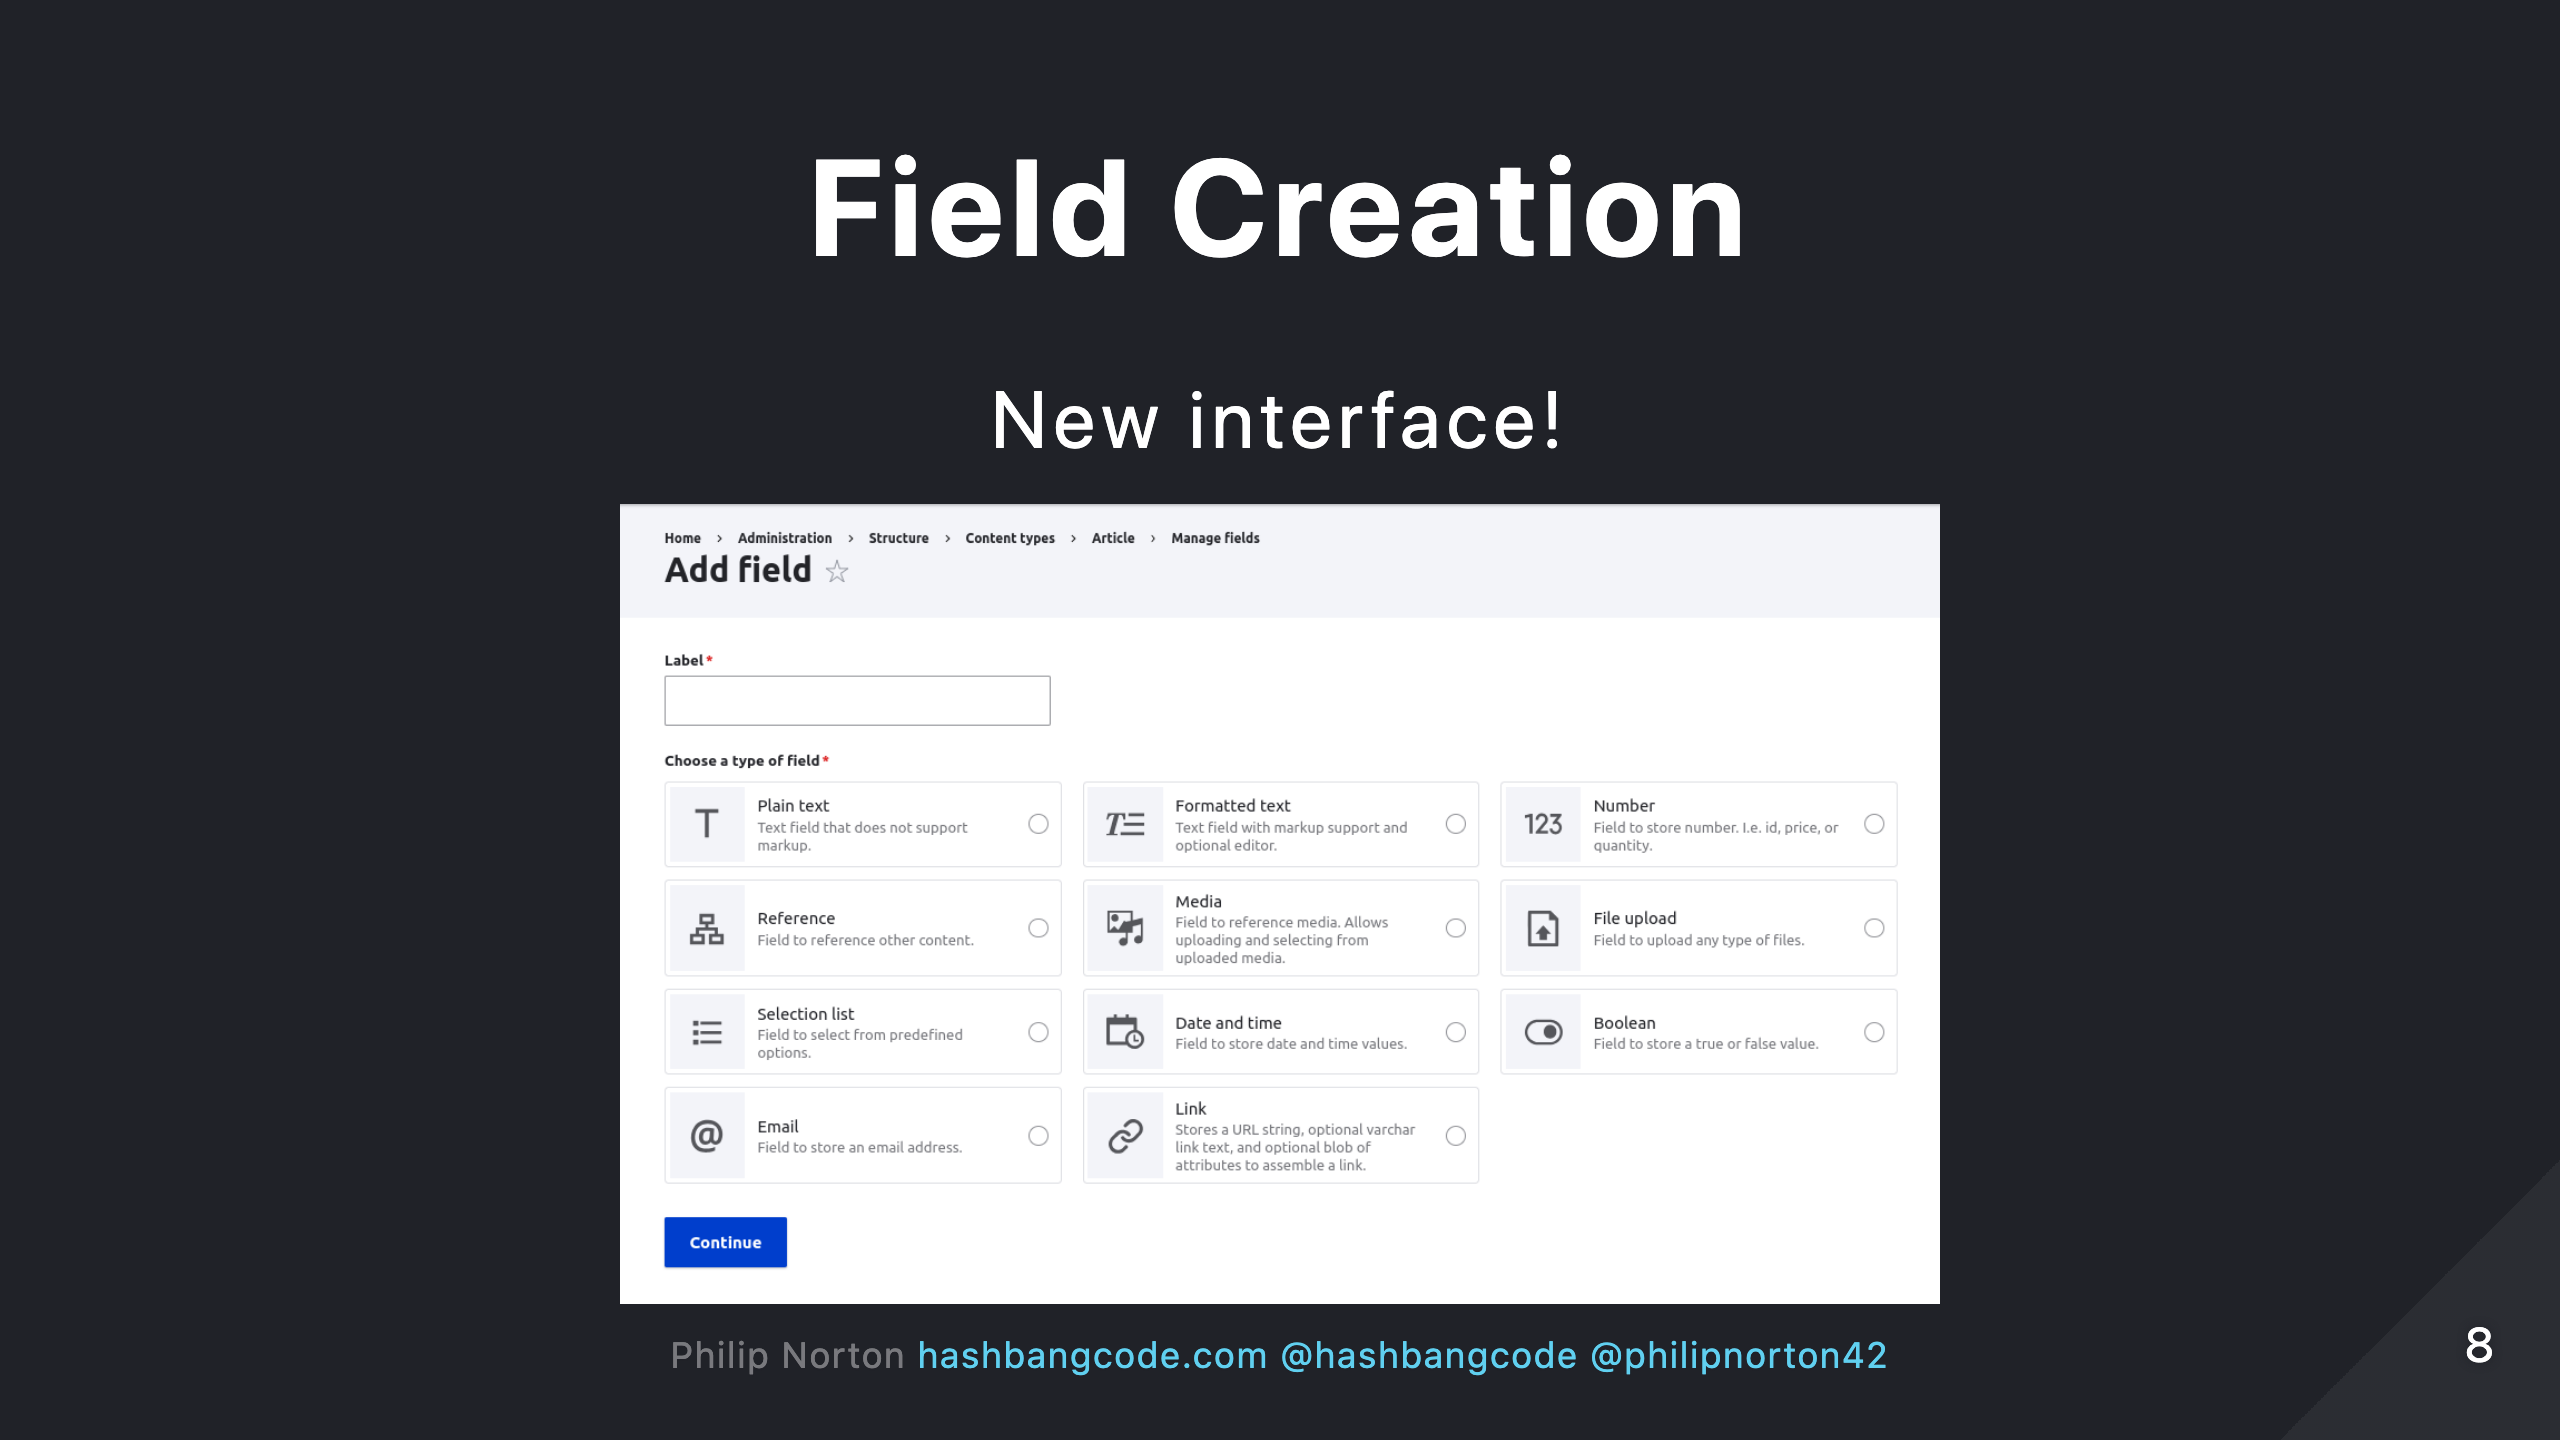 Field Creation
New interface!
Home > Administration > Structure > Content types > Article > Manage fields
Add field ☆
Label*
Choose a type of field*
T
Plain text
Text field that does not support
markup.
T
Formatted text
Text field with markup support and
optional editor.
123
Number
Field to store number. I.e. id, price, or
quantity.
Reference
Field to reference other content.
Media
Field to reference media. Allows
uploading and selecting from
uploaded media.
File upload
Field to upload any type of files.
Selection list
Field to select from predefined
options.
Date and time
Field to store date and time values.
Boolean
Field to store a true or false value.
@
Email
Field to store an email address.
Link
Stores a URL string, optional varchar
link text, and optional blob of
attributes to assemble a link.
Continue
Philip Norton hashbangcode.com @hashbangcode @philipnorton42
8